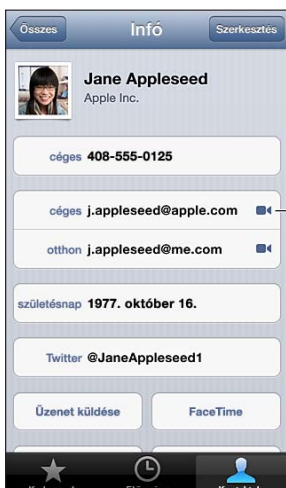 Összes Infó Szerkesztés
Jane Appleseed
Apple Inc.
céges 408-555-0125
céges j.appleseed@apple.com
otthon j.appleseed@me.com
születésnap 1977. október 16.
Twitter @JaneAppleseed1
Üzenet küldése FaceTime